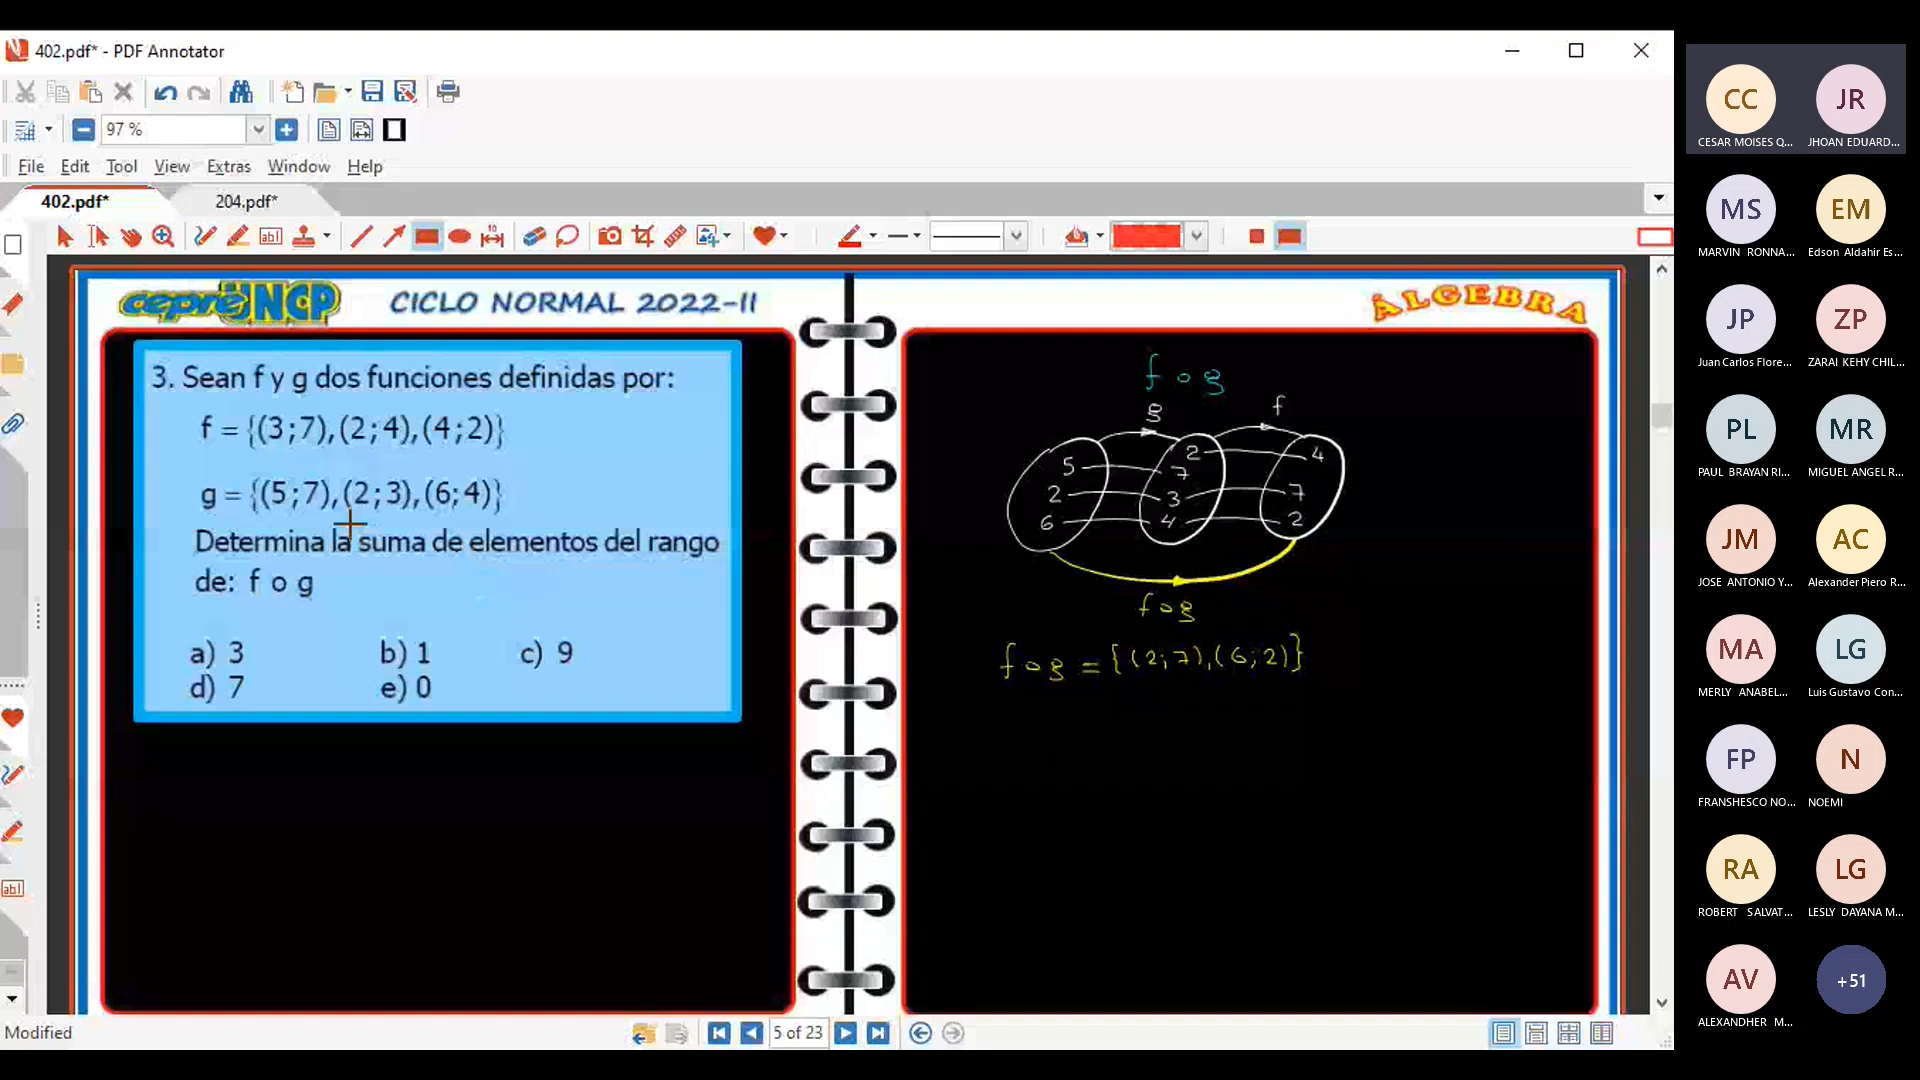 402.pdf* - PDF Annotator
97 %
File Edit Tool View Extras Window Help
402.pdf* 204.pdf*
cepreUNCP CICLO NORMAL 2022-II ALGEBRA
3. Sean f y g dos funciones definidas por:
f = {(3;7),(2;4),(4;2)}
g = {(5;7),(2;3),(6;4)}
Determina la suma de elementos del rango
de: f o g
a) 3 b) 1 c) 9
d) 7 e) 0
f o g
g f
5 2 4
7
2 3 7
6 4 2
f o g
f o g = {(2;7),(6;2)}
Modified 5 of 23
CC JR
CESAR MOISES Q... JHOAN EDUARD...
MS EM
MARVIN RONNA... Edson Aldahir Es...
JP ZP
Juan Carlos Flore... ZARAI KEHY CHIL...
PL MR
PAUL BRAYAN RI... MIGUEL ANGEL R...
JM AC
JOSE ANTONIO Y... Alexander Piero R...
MA LG
MERLY ANABEL... Luis Gustavo Con...
FP N
FRANSHESCO NO... NOEMI
RA LG
ROBERT SALVAT... LESLY DAYANA M...
AV +51
ALEXANDHER M...